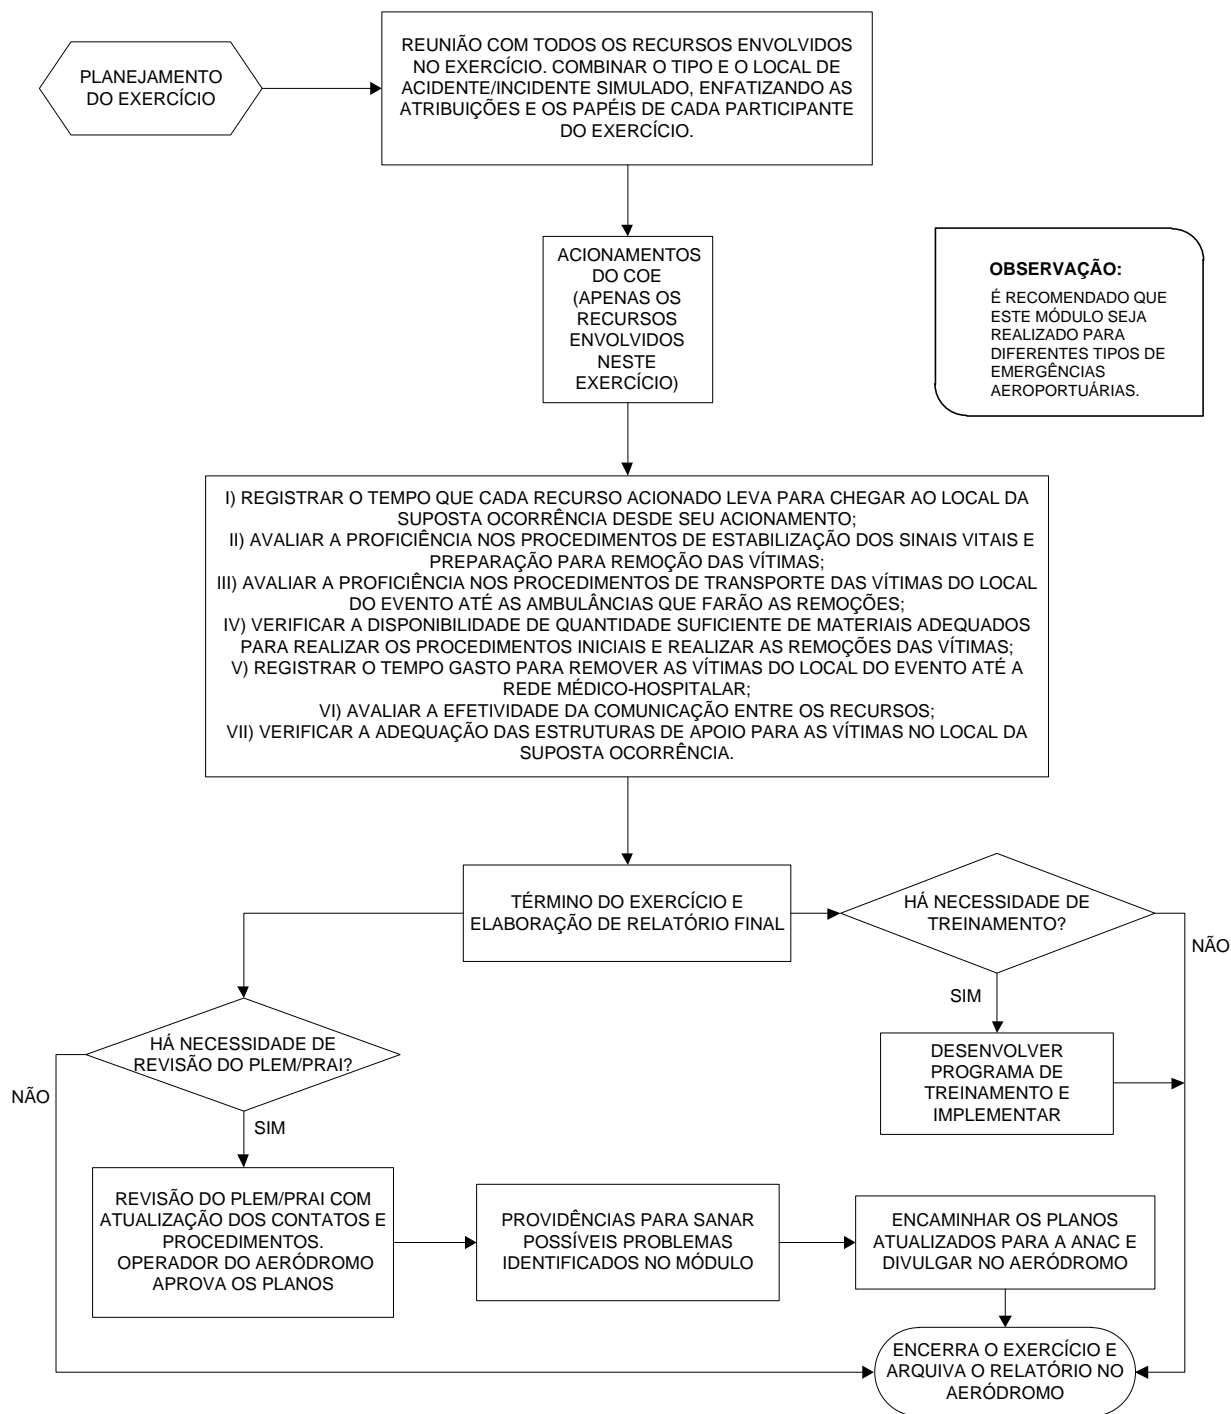 PLANEJAMENTO
DO EXERCÍCIO
REUNIÃO COM TODOS OS RECURSOS ENVOLVIDOS
NO EXERCÍCIO. COMBINAR O TIPO E O LOCAL DE
ACIDENTE/INCIDENTE SIMULADO, ENFATIZANDO AS
ATRIBUIÇÕES E OS PAPÉIS DE CADA PARTICIPANTE
DO EXERCÍCIO.
ACIONAMENTOS
DO COE
(APENAS OS
RECURSOS
ENVOLVIDOS
NESTE
EXERCÍCIO)
OBSERVAÇÃO:
É RECOMENDADO QUE
ESTE MÓDULO SEJA
REALIZADO PARA
DIFERENTES TIPOS DE
EMERGÊNCIAS
AEROPORTUÁRIAS.
I) REGISTRAR O TEMPO QUE CADA RECURSO ACIONADO LEVA PARA CHEGAR AO LOCAL DA
SUPOSTA OCORRÊNCIA DESDE SEU ACIONAMENTO;
II) AVALIAR A PROFICIÊNCIA NOS PROCEDIMENTOS DE ESTABILIZAÇÃO DOS SINAIS VITAIS E
PREPARAÇÃO PARA REMOÇÃO DAS VÍTIMAS;
III) AVALIAR A PROFICIÊNCIA NOS PROCEDIMENTOS DE TRANSPORTE DAS VÍTIMAS DO LOCAL
DO EVENTO ATÉ AS AMBULÂNCIAS QUE FARÃO AS REMOÇÕES;
IV) VERIFICAR A DISPONIBILIDADE DE QUANTIDADE SUFICIENTE DE MATERIAIS ADEQUADOS
PARA REALIZAR OS PROCEDIMENTOS INICIAIS E REALIZAR AS REMOÇÕES DAS VÍTIMAS;
V) REGISTRAR O TEMPO GASTO PARA REMOVER AS VÍTIMAS DO LOCAL DO EVENTO ATÉ A
REDE MÉDICO-HOSPITALAR;
VI) AVALIAR A EFETIVIDADE DA COMUNICAÇÃO ENTRE OS RECURSOS;
VII) VERIFICAR A ADEQUAÇÃO DAS ESTRUTURAS DE APOIO PARA AS VÍTIMAS NO LOCAL DA
SUPOSTA OCORRÊNCIA.
TÉRMINO DO EXERCÍCIO E
ELABORAÇÃO DE RELATÓRIO FINAL
HÁ NECESSIDADE DE
TREINAMENTO?
NÃO
SIM
DESENVOLVER
PROGRAMA DE
TREINAMENTO E
IMPLEMENTAR
HÁ NECESSIDADE DE
REVISÃO DO PLEM/PRAI?
NÃO
SIM
REVISÃO DO PLEM/PRAI COM
ATUALIZAÇÃO DOS CONTATOS E
PROCEDIMENTOS.
OPERADOR DO AERÓDROMO
APROVA OS PLANOS
PROVIDÊNCIAS PARA SANAR
POSSÍVEIS PROBLEMAS
IDENTIFICADOS NO MÓDULO
ENCAMINHAR OS PLANOS
ATUALIZADOS PARA A ANAC E
DIVULGAR NO AERÓDROMO
ENCERRA O EXERCÍCIO E
ARQUIVA O RELATÓRIO NO
AERÓDROMO